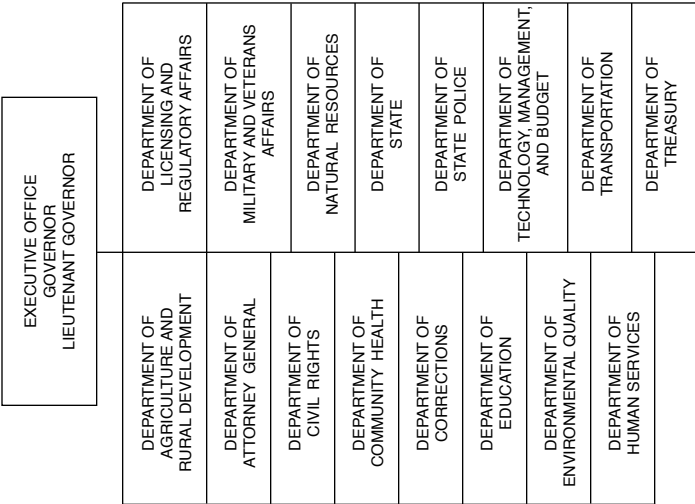 EXECUTIVE OFFICE
GOVERNOR
LIEUTENANT GOVERNOR
DEPARTMENT OF
AGRICULTURE AND
RURAL DEVELOPMENT
DEPARTMENT OF
ATTORNEY GENERAL
DEPARTMENT OF
CIVIL RIGHTS
DEPARTMENT OF
COMMUNITY HEALTH
DEPARTMENT OF
CORRECTIONS
DEPARTMENT OF
EDUCATION
DEPARTMENT OF
ENVIRONMENTAL QUALITY
DEPARTMENT OF
HUMAN SERVICES
DEPARTMENT OF
LICENSING AND
REGULATORY AFFAIRS
DEPARTMENT OF
MILITARY AND VETERANS
AFFAIRS
DEPARTMENT OF
NATURAL RESOURCES
DEPARTMENT OF
STATE
DEPARTMENT OF
STATE POLICE
DEPARTMENT OF
TECHNOLOGY, MANAGEMENT,
AND BUDGET
DEPARTMENT OF
TRANSPORTATION
DEPARTMENT OF
TREASURY